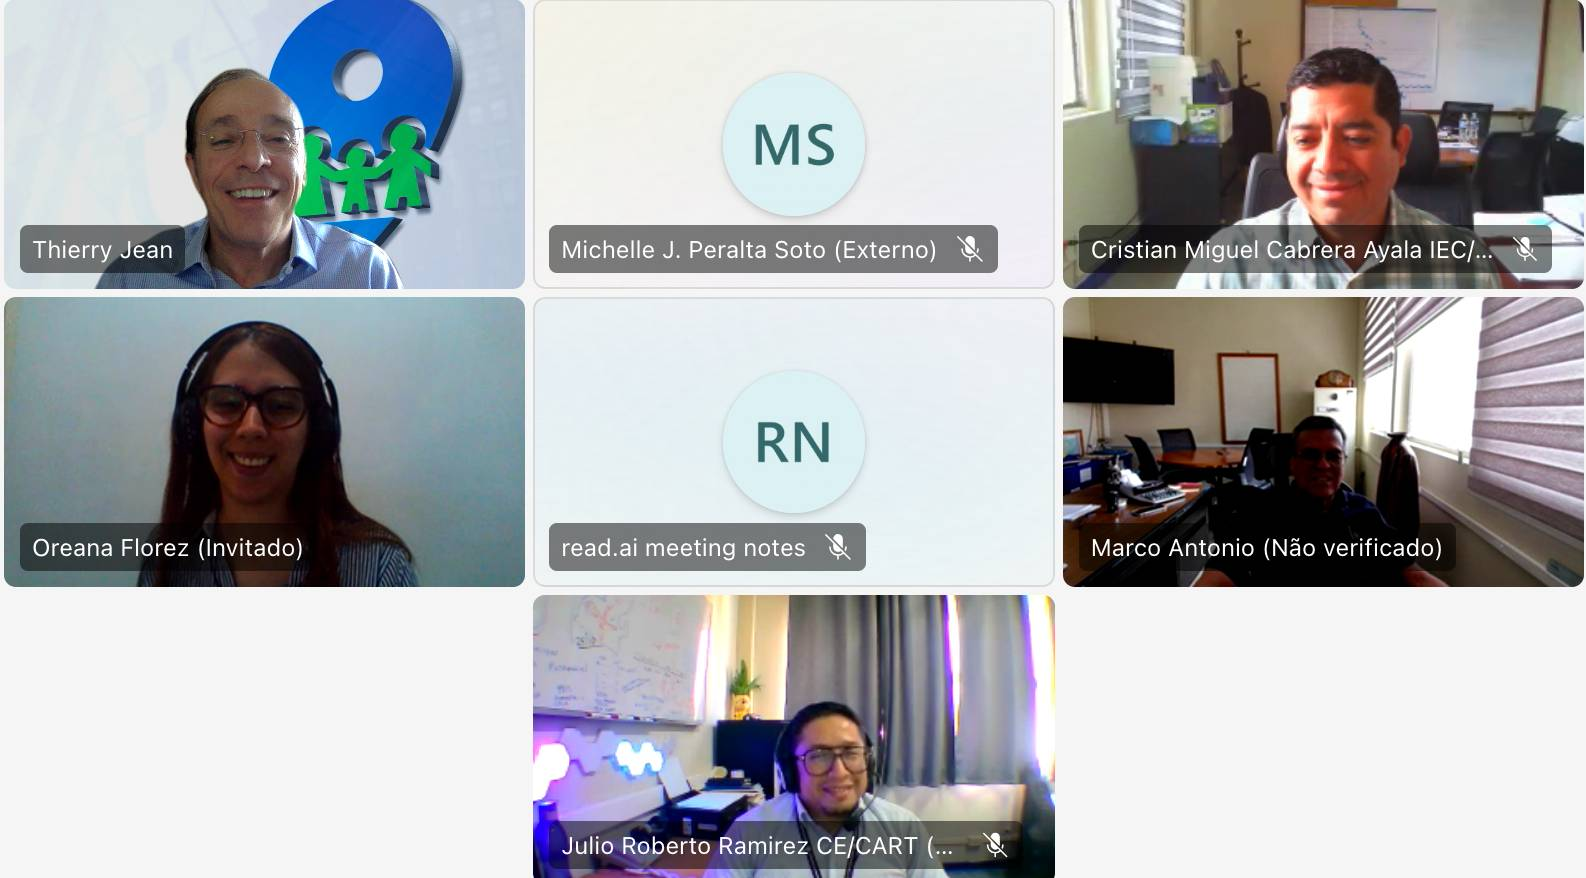 Thierry Jean
MS
Michelle J. Peralta Soto (Externo)
Cristian Miguel Cabrera Ayala IEC/...
Oreana Florez (Invitado)
RN
read.ai meeting notes
Marco Antonio (Não verificado)
Julio Roberto Ramirez CE/CART (...